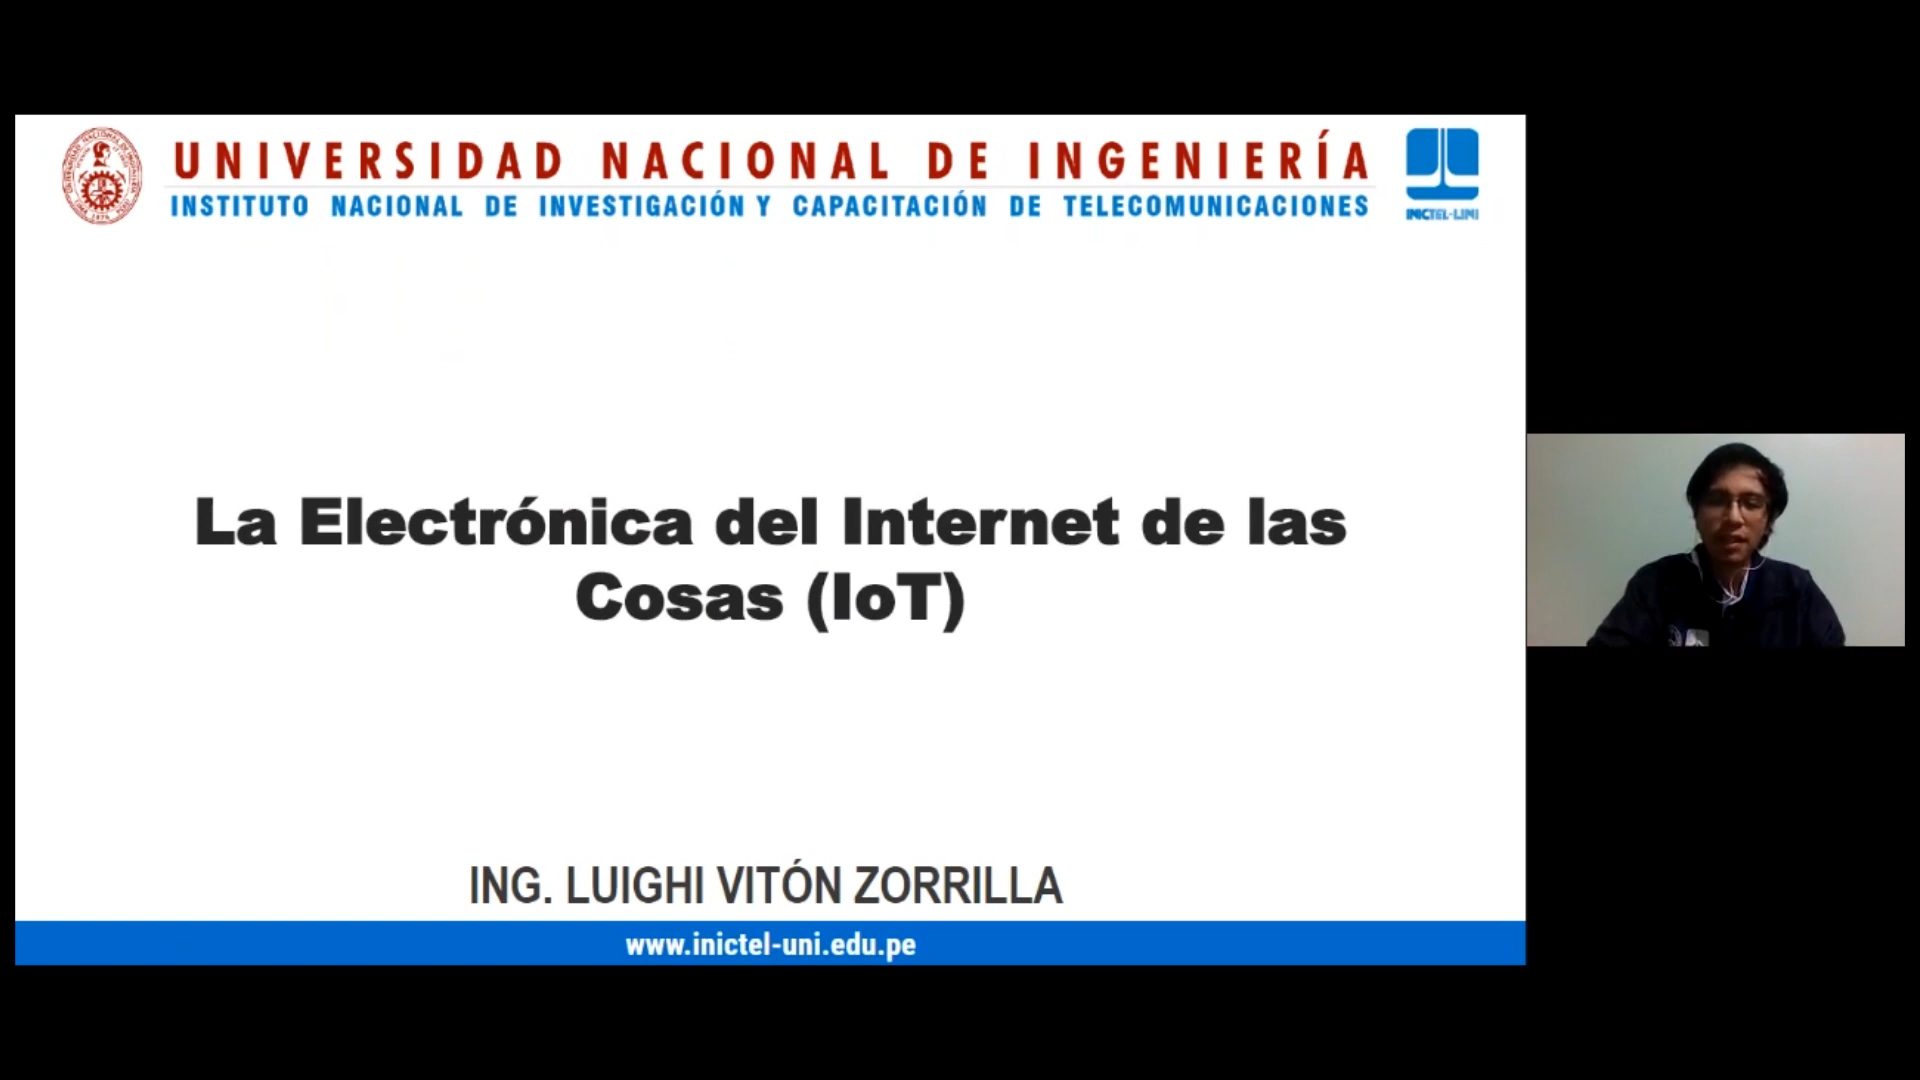 UNIVERSIDAD NACIONAL DE INGENIERÍA
INSTITUTO NACIONAL DE INVESTIGACIÓN Y CAPACITACIÓN DE TELECOMUNICACIONES
INICTEL-UNI
La Electrónica del Internet de las
Cosas (IoT)
ING. LUIGHI VITÓN ZORRILLA
www.inictel-uni.edu.pe